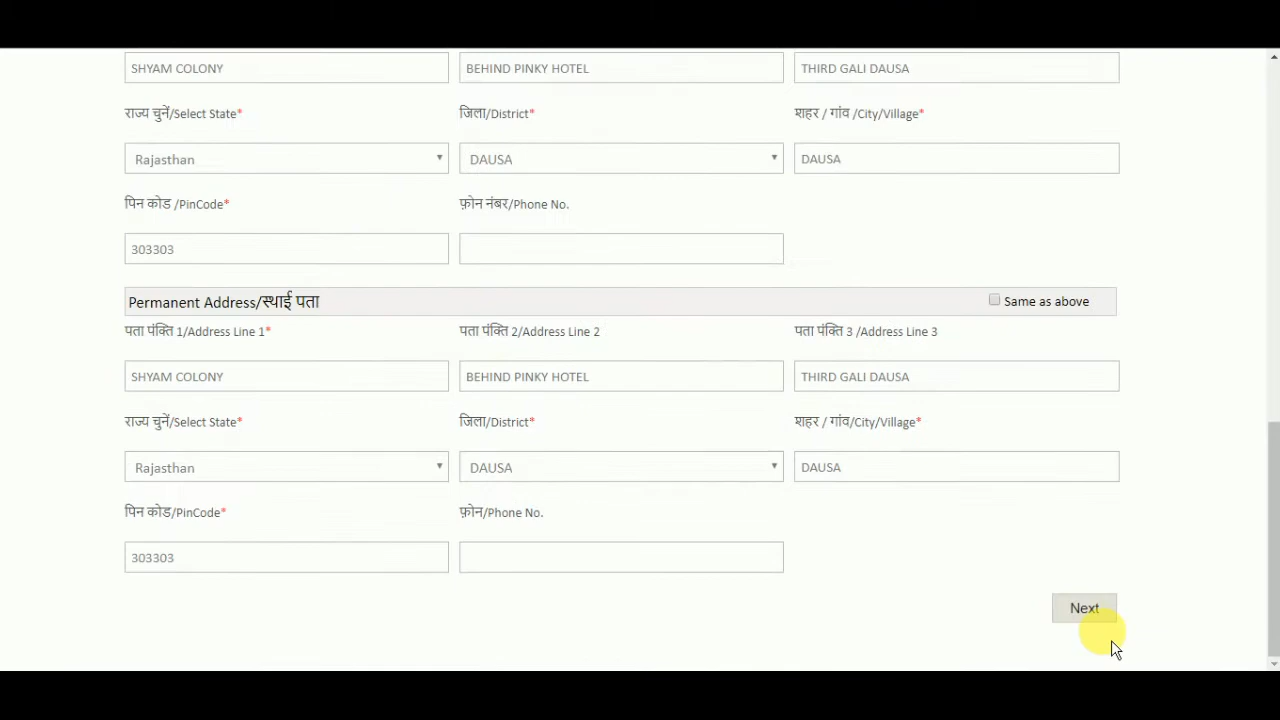 SHYAM COLONY BEHIND PINKY HOTEL THIRD GALI DAUSA
राज्य चुनें/Select State* जिला/District* शहर / गांव /City/Village*
Rajasthan DAUSA DAUSA
पिन कोड /PinCode* फ़ोन नंबर/Phone No.
303303
Permanent Address/स्थाई पता Same as above
पता पंक्ति 1/Address Line 1* पता पंक्ति 2/Address Line 2 पता पंक्ति 3 /Address Line 3
SHYAM COLONY BEHIND PINKY HOTEL THIRD GALI DAUSA
राज्य चुनें/Select State* जिला/District* शहर / गांव/City/Village*
Rajasthan DAUSA DAUSA
पिन कोड/PinCode* फ़ोन/Phone No.
303303
Next